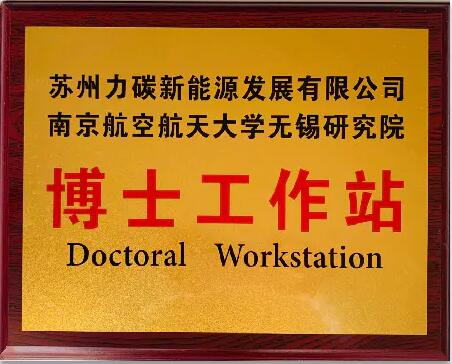 苏州力碳新能源发展有限公司
南京航空航天大学无锡研究院
博士工作站
Doctoral Workstation